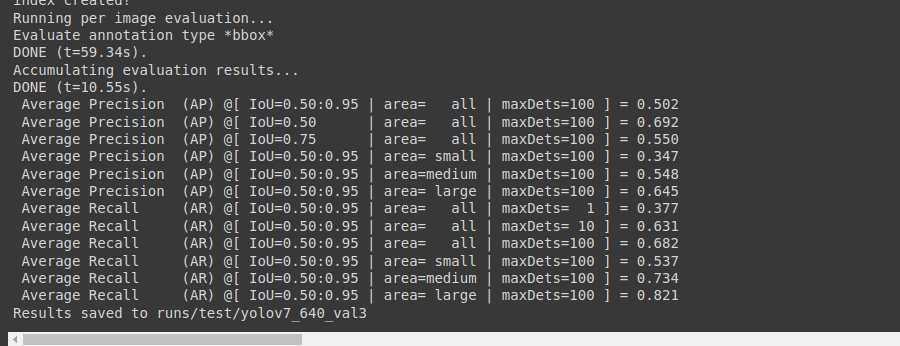 index created!
Running per image evaluation...
Evaluate annotation type *bbox*
DONE (t=59.34s).
Accumulating evaluation results...
DONE (t=10.55s).
 Average Precision  (AP) @[ IoU=0.50:0.95 | area=   all | maxDets=100 ] = 0.502
 Average Precision  (AP) @[ IoU=0.50      | area=   all | maxDets=100 ] = 0.692
 Average Precision  (AP) @[ IoU=0.75      | area=   all | maxDets=100 ] = 0.550
 Average Precision  (AP) @[ IoU=0.50:0.95 | area= small | maxDets=100 ] = 0.347
 Average Precision  (AP) @[ IoU=0.50:0.95 | area=medium | maxDets=100 ] = 0.548
 Average Precision  (AP) @[ IoU=0.50:0.95 | area= large | maxDets=100 ] = 0.645
 Average Recall     (AR) @[ IoU=0.50:0.95 | area=   all | maxDets=  1 ] = 0.377
 Average Recall     (AR) @[ IoU=0.50:0.95 | area=   all | maxDets= 10 ] = 0.631
 Average Recall     (AR) @[ IoU=0.50:0.95 | area=   all | maxDets=100 ] = 0.682
 Average Recall     (AR) @[ IoU=0.50:0.95 | area= small | maxDets=100 ] = 0.537
 Average Recall     (AR) @[ IoU=0.50:0.95 | area=medium | maxDets=100 ] = 0.734
 Average Recall     (AR) @[ IoU=0.50:0.95 | area= large | maxDets=100 ] = 0.821
Results saved to runs/test/yolov7_640_val3